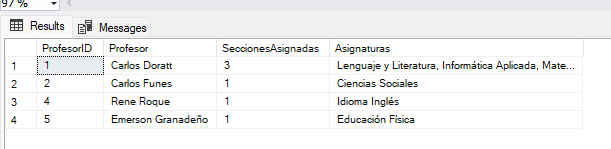 97 %
Results Messages
ProfesorID Profesor SeccionesAsignadas Asignaturas
1 1 Carlos Doratt 3 Lenguaje y Literatura, Informática Aplicada, Mate...
2 2 Carlos Funes 1 Ciencias Sociales
3 4 Rene Roque 1 Idioma Inglés
4 5 Emerson Granadeño 1 Educación Física